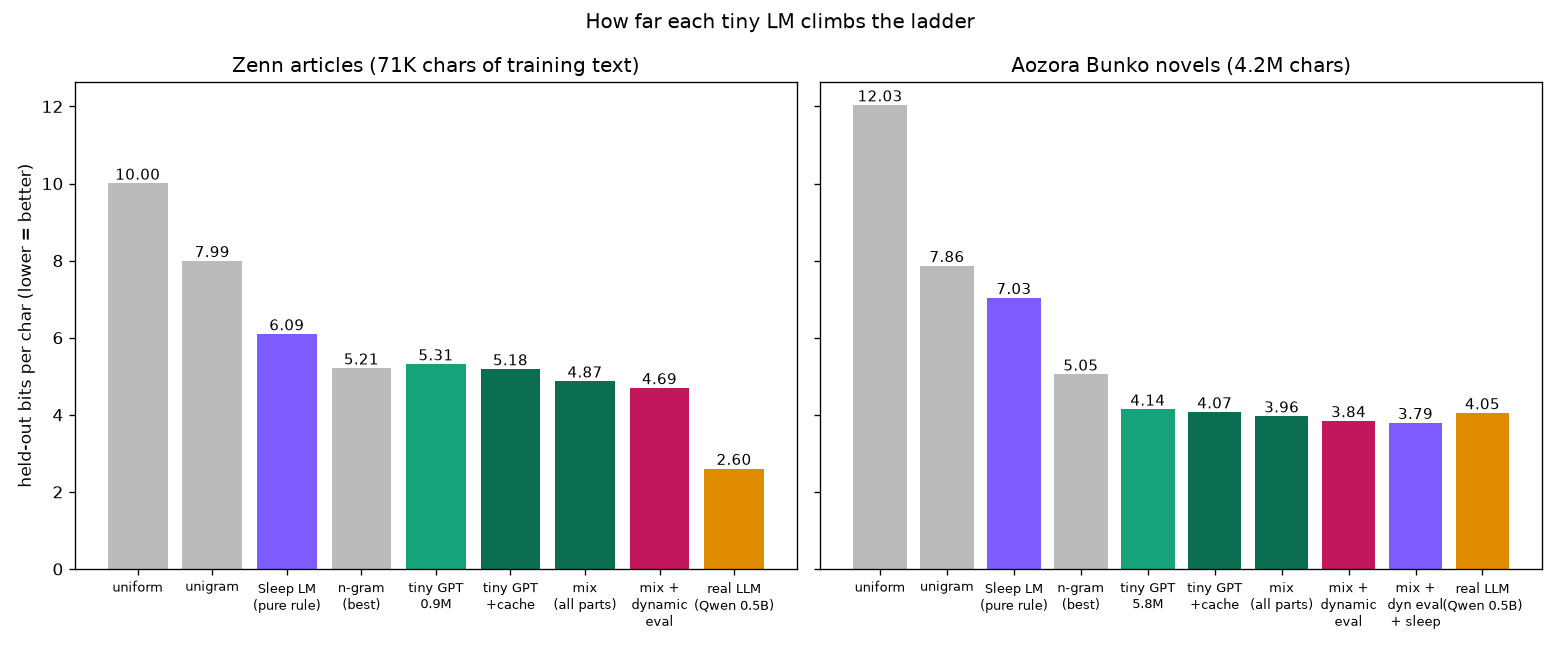 How far each tiny LM climbs the ladder
Zenn articles (71K chars of training text)
held-out bits per char (lower = better)
12
10
8
6
4
2
0
10.00
7.99
6.09
5.21
5.31
5.18
4.87
4.69
2.60
uniform
unigram
Sleep LM
(pure rule)
n-gram
(best)
tiny GPT
0.9M
tiny GPT
+cache
mix
(all parts)
mix +
dynamic
eval
real LLM
(Qwen 0.5B)
Aozora Bunko novels (4.2M chars)
12.03
7.86
7.03
5.05
4.14
4.07
3.96
3.84
3.79
4.05
uniform
unigram
Sleep LM
(pure rule)
n-gram
(best)
tiny GPT
5.8M
tiny GPT
+cache
mix
(all parts)
mix +
dynamic
eval
mix +
dyn eval
+ sleep
real LLM
(Qwen 0.5B)